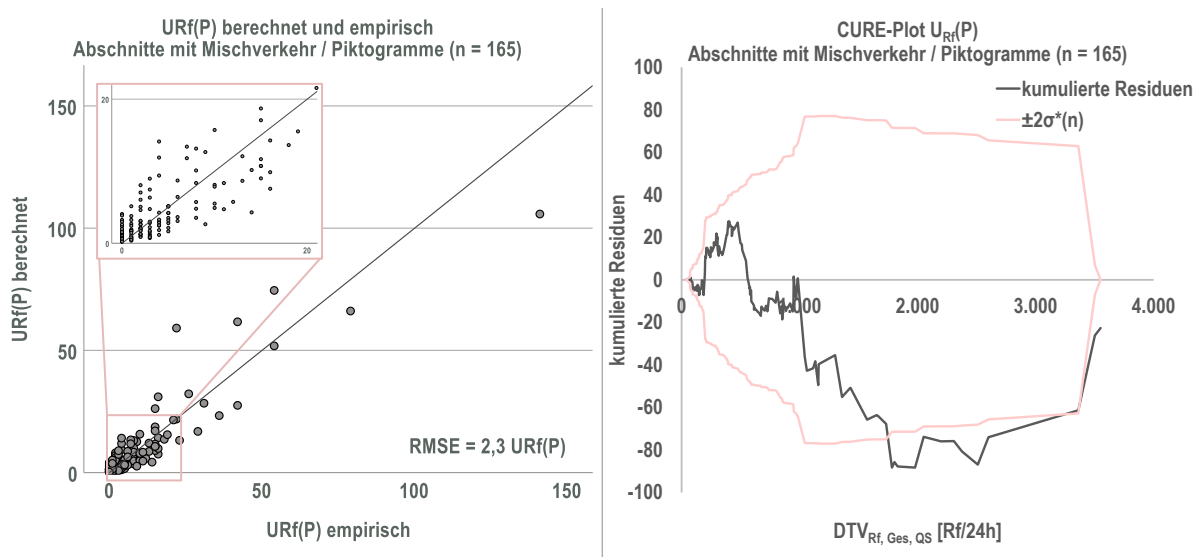 URf(P) berechnet und empirisch
Abschnitte mit Mischverkehr / Piktogramme (n = 165)
150
100
50
0
20
0
0
20
URf(P) berechnet
RMSE = 2,3 URf(P)
0
50
100
150
URf(P) empirisch
CURE-Plot URf(P)
Abschnitte mit Mischverkehr / Piktogramme (n = 165)
100
80
60
40
20
0
-20
-40
-60
-80
-100
kumulierte Residuen
kumulierte Residuen
±2σ*(n)
0
1.000
2.000
3.000
4.000
DTVRf, Ges, QS [Rf/24h]